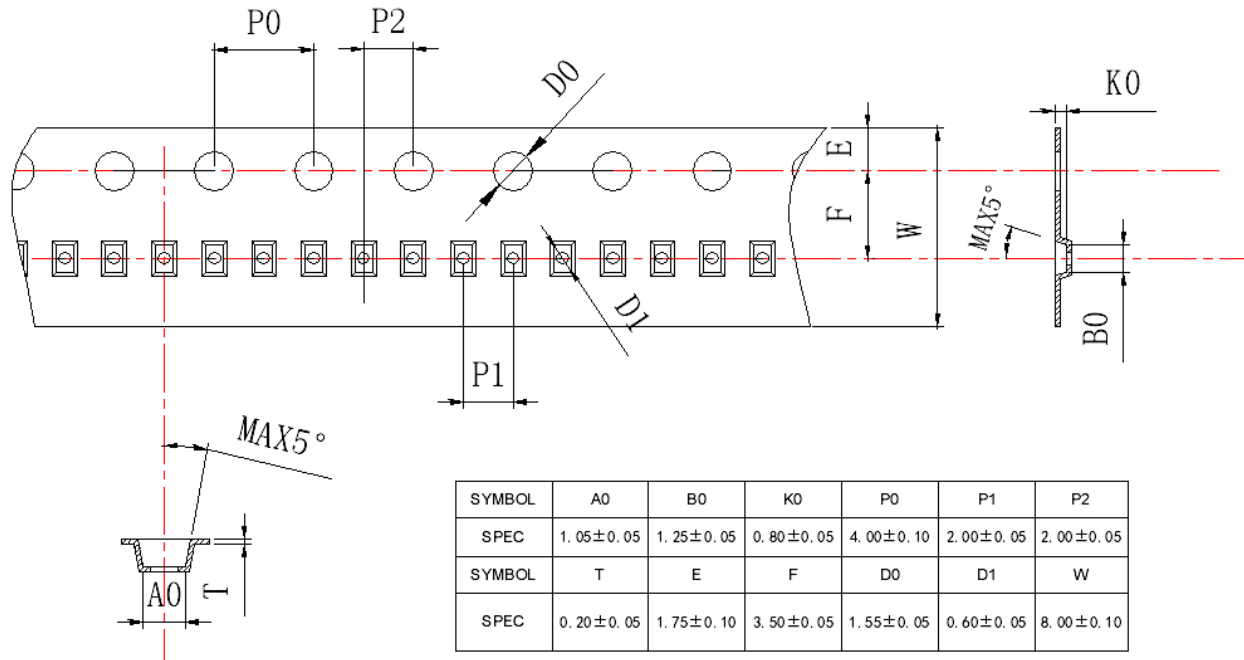 P0
P2
D0
K0
E
F
W
MAX5°
B0
D1
P1
MAX5°
A0
T
SYMBOL A0 B0 K0 P0 P1 P2
SPEC 1.05±0.05 1.25±0.05 0.80±0.05 4.00±0.10 2.00±0.05 2.00±0.05
SYMBOL T E F D0 D1 W
SPEC 0.20±0.05 1.75±0.10 3.50±0.05 1.55±0.05 0.60±0.05 8.00±0.10